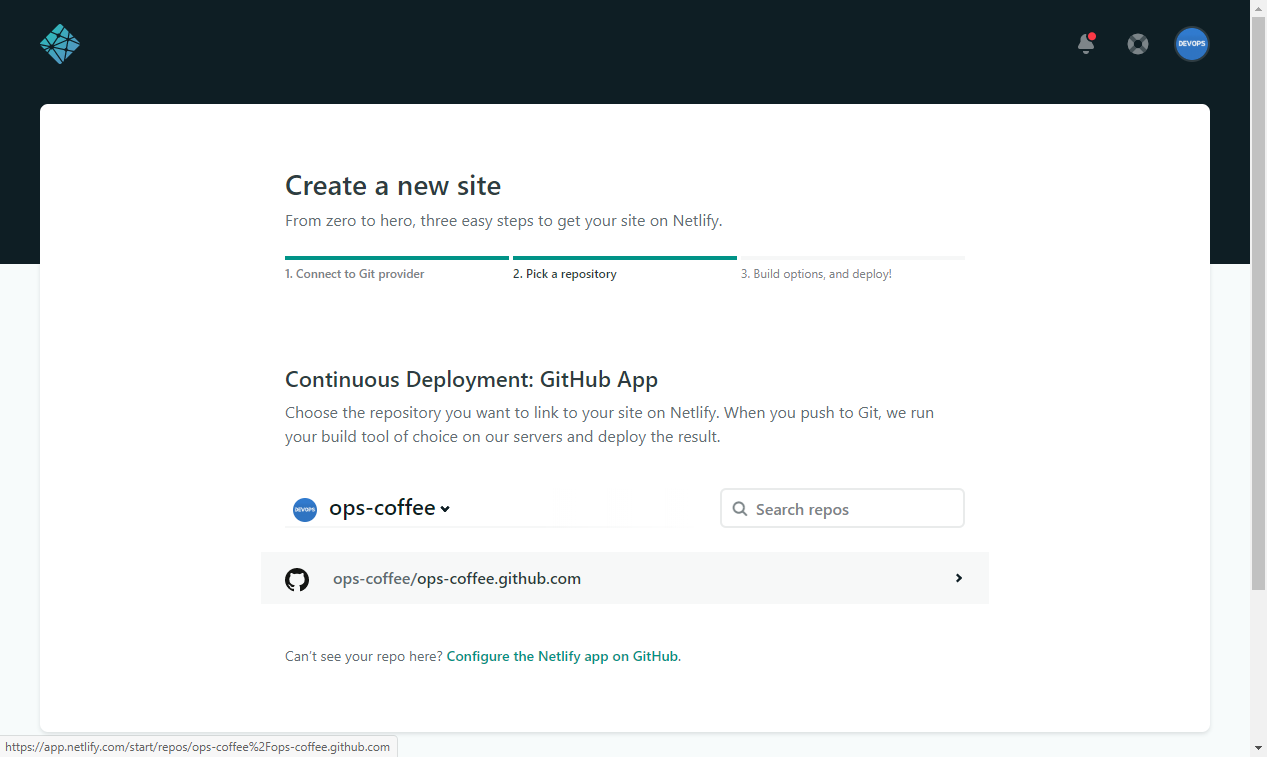 DEVOPS
Create a new site
From zero to hero, three easy steps to get your site on Netlify.
1. Connect to Git provider
2. Pick a repository
3. Build options, and deploy!
Continuous Deployment: GitHub App
Choose the repository you want to link to your site on Netlify. When you push to Git, we run
your build tool of choice on our servers and deploy the result.
DEVOPS
ops-coffee
Search repos
ops-coffee/ops-coffee.github.com
Can't see your repo here? Configure the Netlify app on GitHub.
https://app.netlify.com/start/repos/ops-coffee%2Fops-coffee.github.com